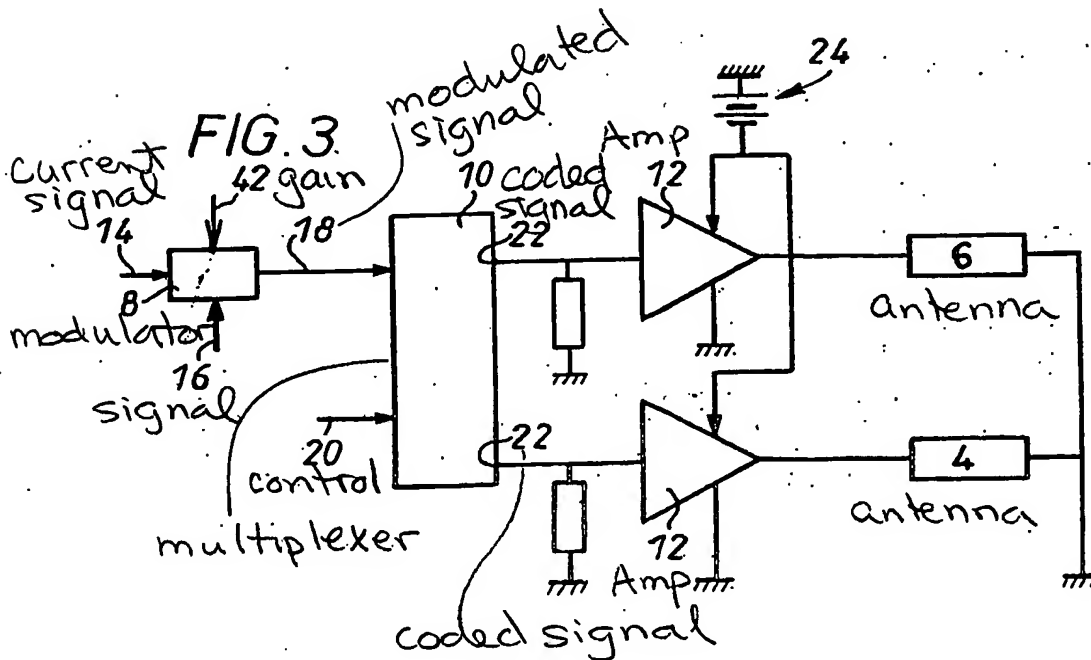 modulated
signal
24
FIG. 3
Amp
current
signal
42 gain
10 coded
signal
12
14
18
22
6
8
antenna
modulator
16
signal
20
control
22
4
antenna
multiplexer
12
Amp
coded signal